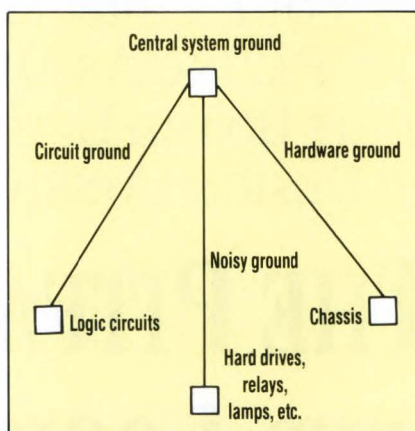 Central system ground
Circuit ground
Hardware ground
Noisy ground
Logic circuits
Chassis
Hard drives,
relays,
lamps, etc.